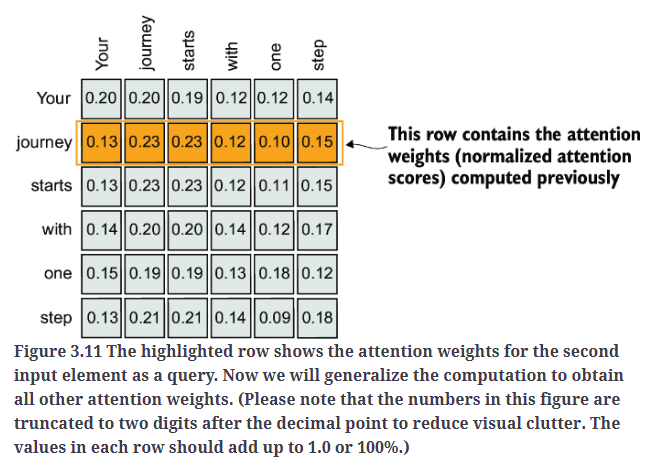 Your journey starts with one step
Your 0.20 0.20 0.19 0.12 0.12 0.14
journey 0.13 0.23 0.23 0.12 0.10 0.15
This row contains the attention
weights (normalized attention
scores) computed previously
starts 0.13 0.23 0.23 0.12 0.11 0.15
with 0.14 0.20 0.20 0.14 0.12 0.17
one 0.15 0.19 0.19 0.13 0.18 0.12
step 0.13 0.21 0.21 0.14 0.09 0.18
Figure 3.11 The highlighted row shows the attention weights for the second
input element as a query. Now we will generalize the computation to obtain
all other attention weights. (Please note that the numbers in this figure are
truncated to two digits after the decimal point to reduce visual clutter. The
values in each row should add up to 1.0 or 100%.)